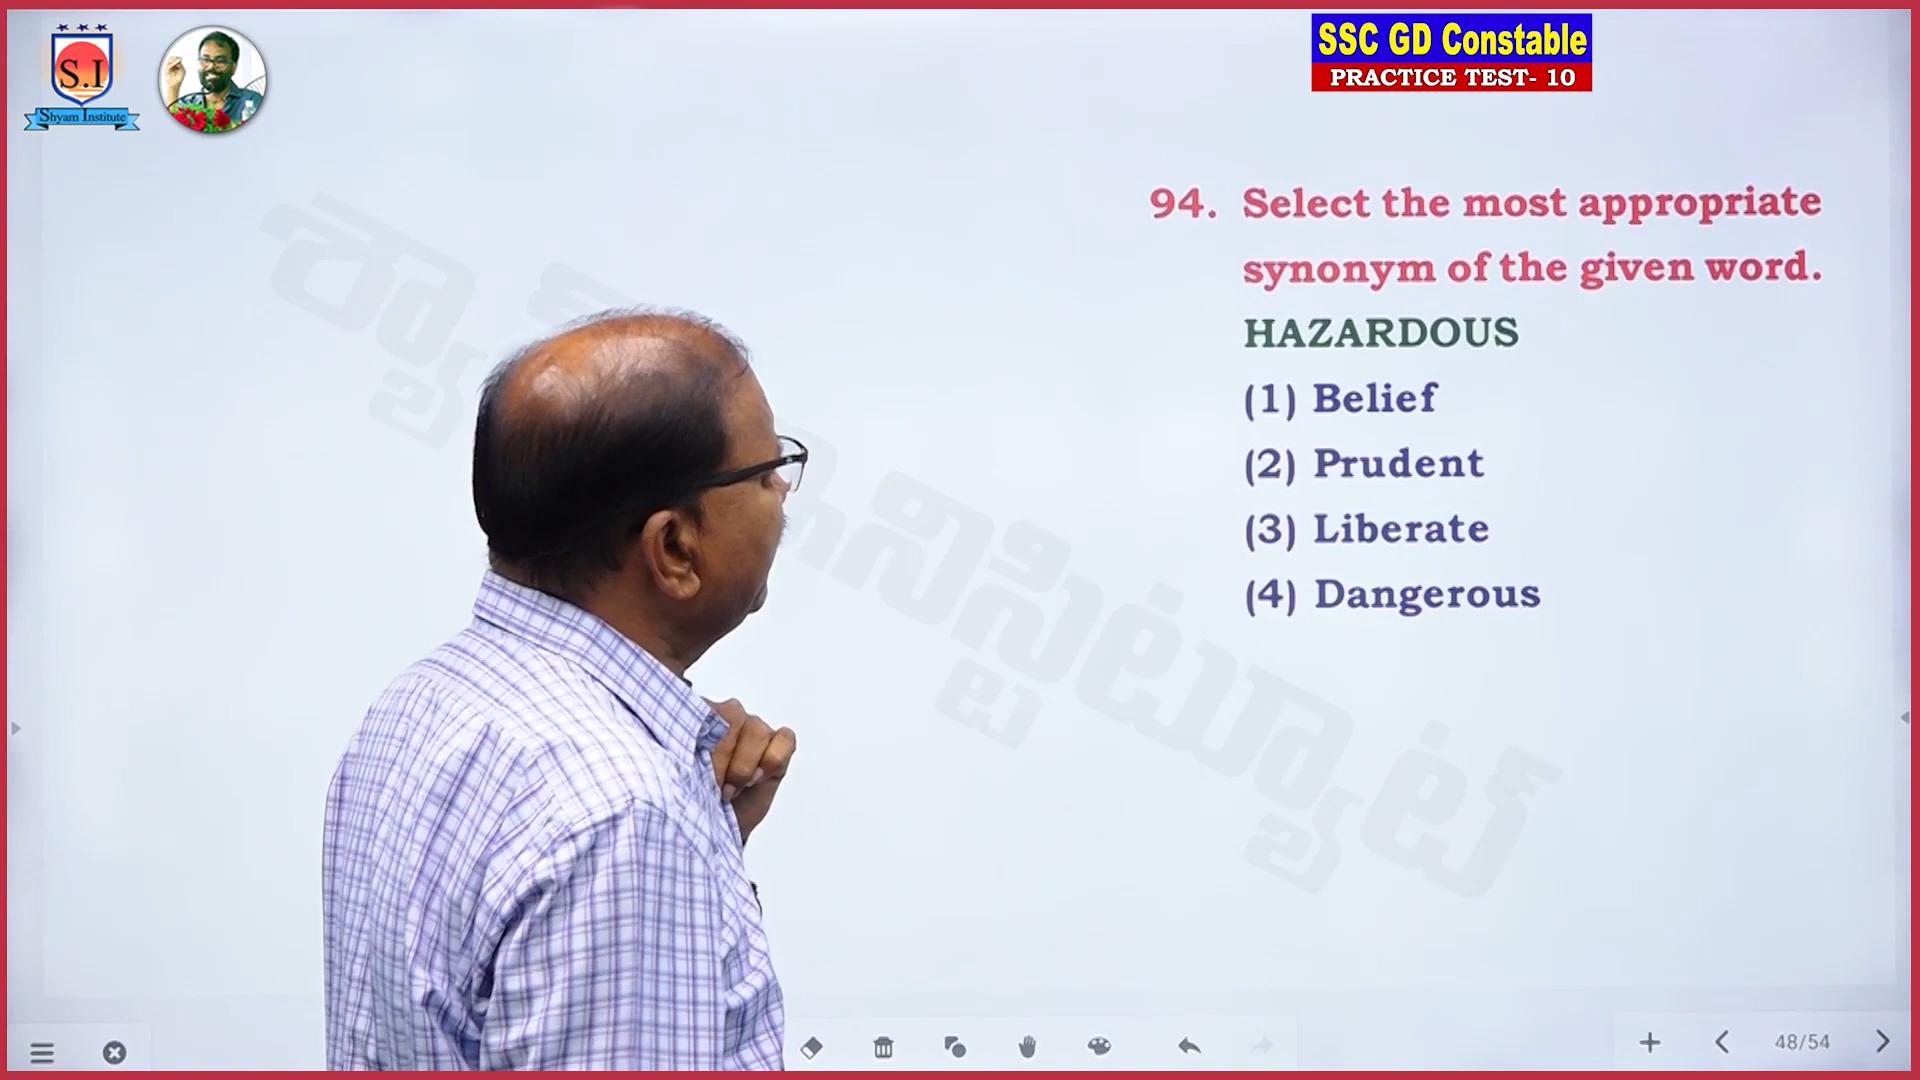 S.I
Shyam Institute
SSC GD Constable
PRACTICE TEST- 10
94. Select the most appropriate
synonym of the given word.
HAZARDOUS
(1) Belief
(2) Prudent
(3) Liberate
(4) Dangerous
48/54